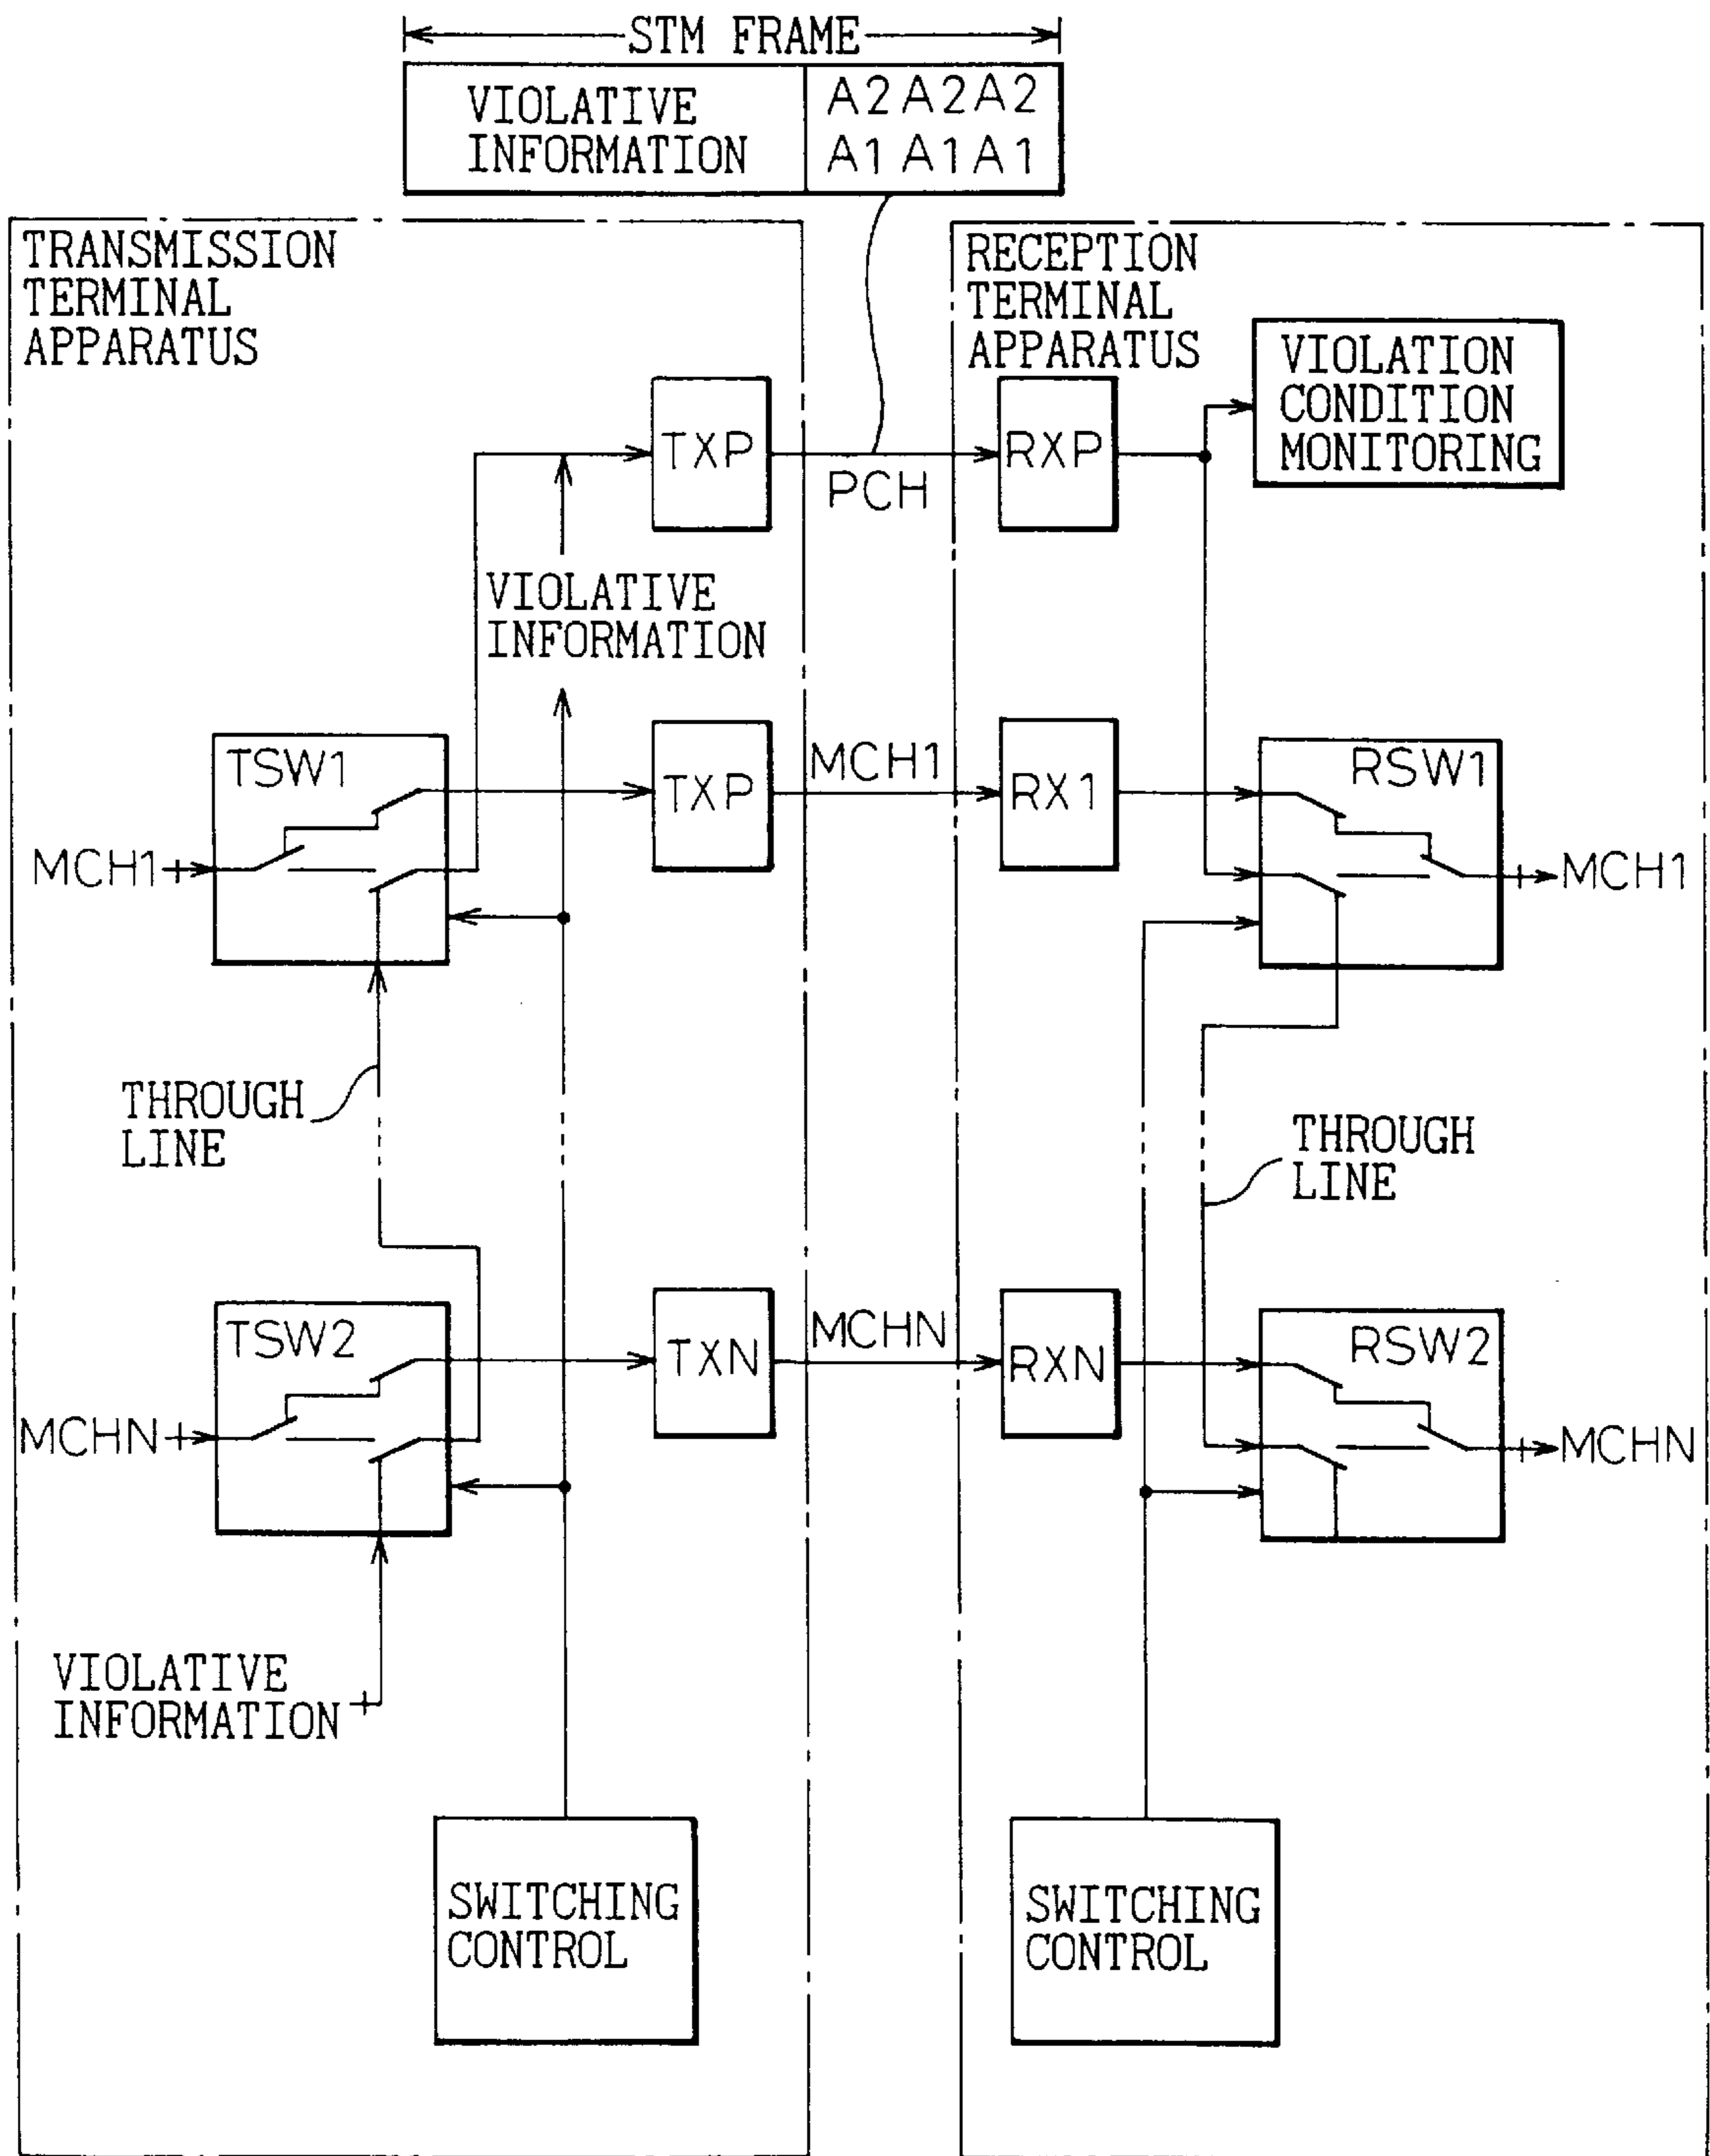 STM FRAME
VIOLATIVE
INFORMATION
A2 A2 A2
A1 A1 A1
TRANSMISSION
TERMINAL
APPARATUS
RECEPTION
TERMINAL
APPARATUS
VIOLATION
CONDITION
MONITORING
TXP
PCH
RXP
VIOLATIVE
INFORMATION
TSW1
TXP
MCH1
RX1
RSW1
MCH1
MCH1
THROUGH
LINE
THROUGH
LINE
TSW2
TXN
MCHN
RXN
RSW2
MCHN
MCHN
VIOLATIVE
INFORMATION
SWITCHING
CONTROL
SWITCHING
CONTROL